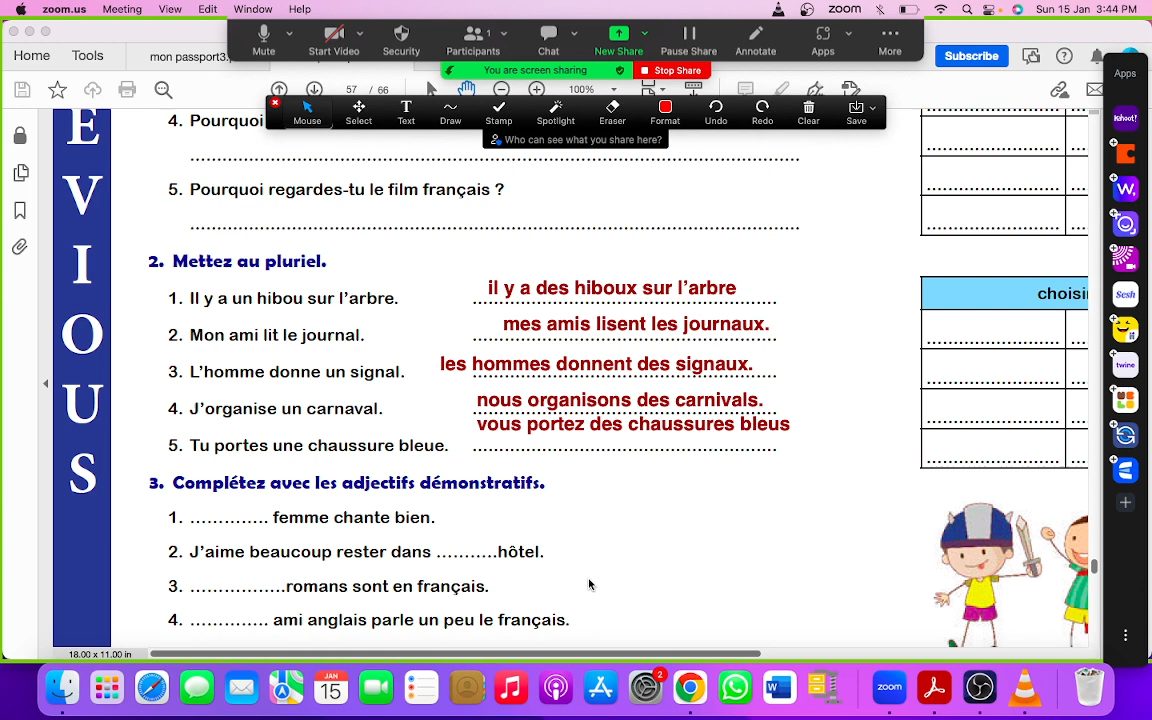 zoom.us Meeting View Edit Window Help
zoom Sun 15 Jan 3:44 PM
Mute Start Video Security Participants 1 Chat New Share Pause Share Annotate Apps More
You are screen sharing Stop Share
Home Tools mon passport3. Subscribe
57 / 66 100%
Mouse Select Text Draw Stamp Spotlight Eraser Format Undo Redo Clear Save
Who can see what you share here?
Apps
Kahoot!
W,
Sesh
twine
EVIOUS
4. Pourquoi
5. Pourquoi regardes-tu le film français ?
2. Mettez au pluriel.
1. Il y a un hibou sur l'arbre. il y a des hiboux sur l'arbre
2. Mon ami lit le journal. mes amis lisent les journaux.
3. L'homme donne un signal. les hommes donnent des signaux.
4. J'organise un carnaval. nous organisons des carnivals.
5. Tu portes une chaussure bleue. vous portez des chaussures bleus
choisi
3. Complétez avec les adjectifs démonstratifs.
1. .............. femme chante bien.
2. J'aime beaucoup rester dans ...........hôtel.
3. .................romans sont en français.
4. .............. ami anglais parle un peu le français.
18.00 x 11.00 in
JAN
15
2
zoom